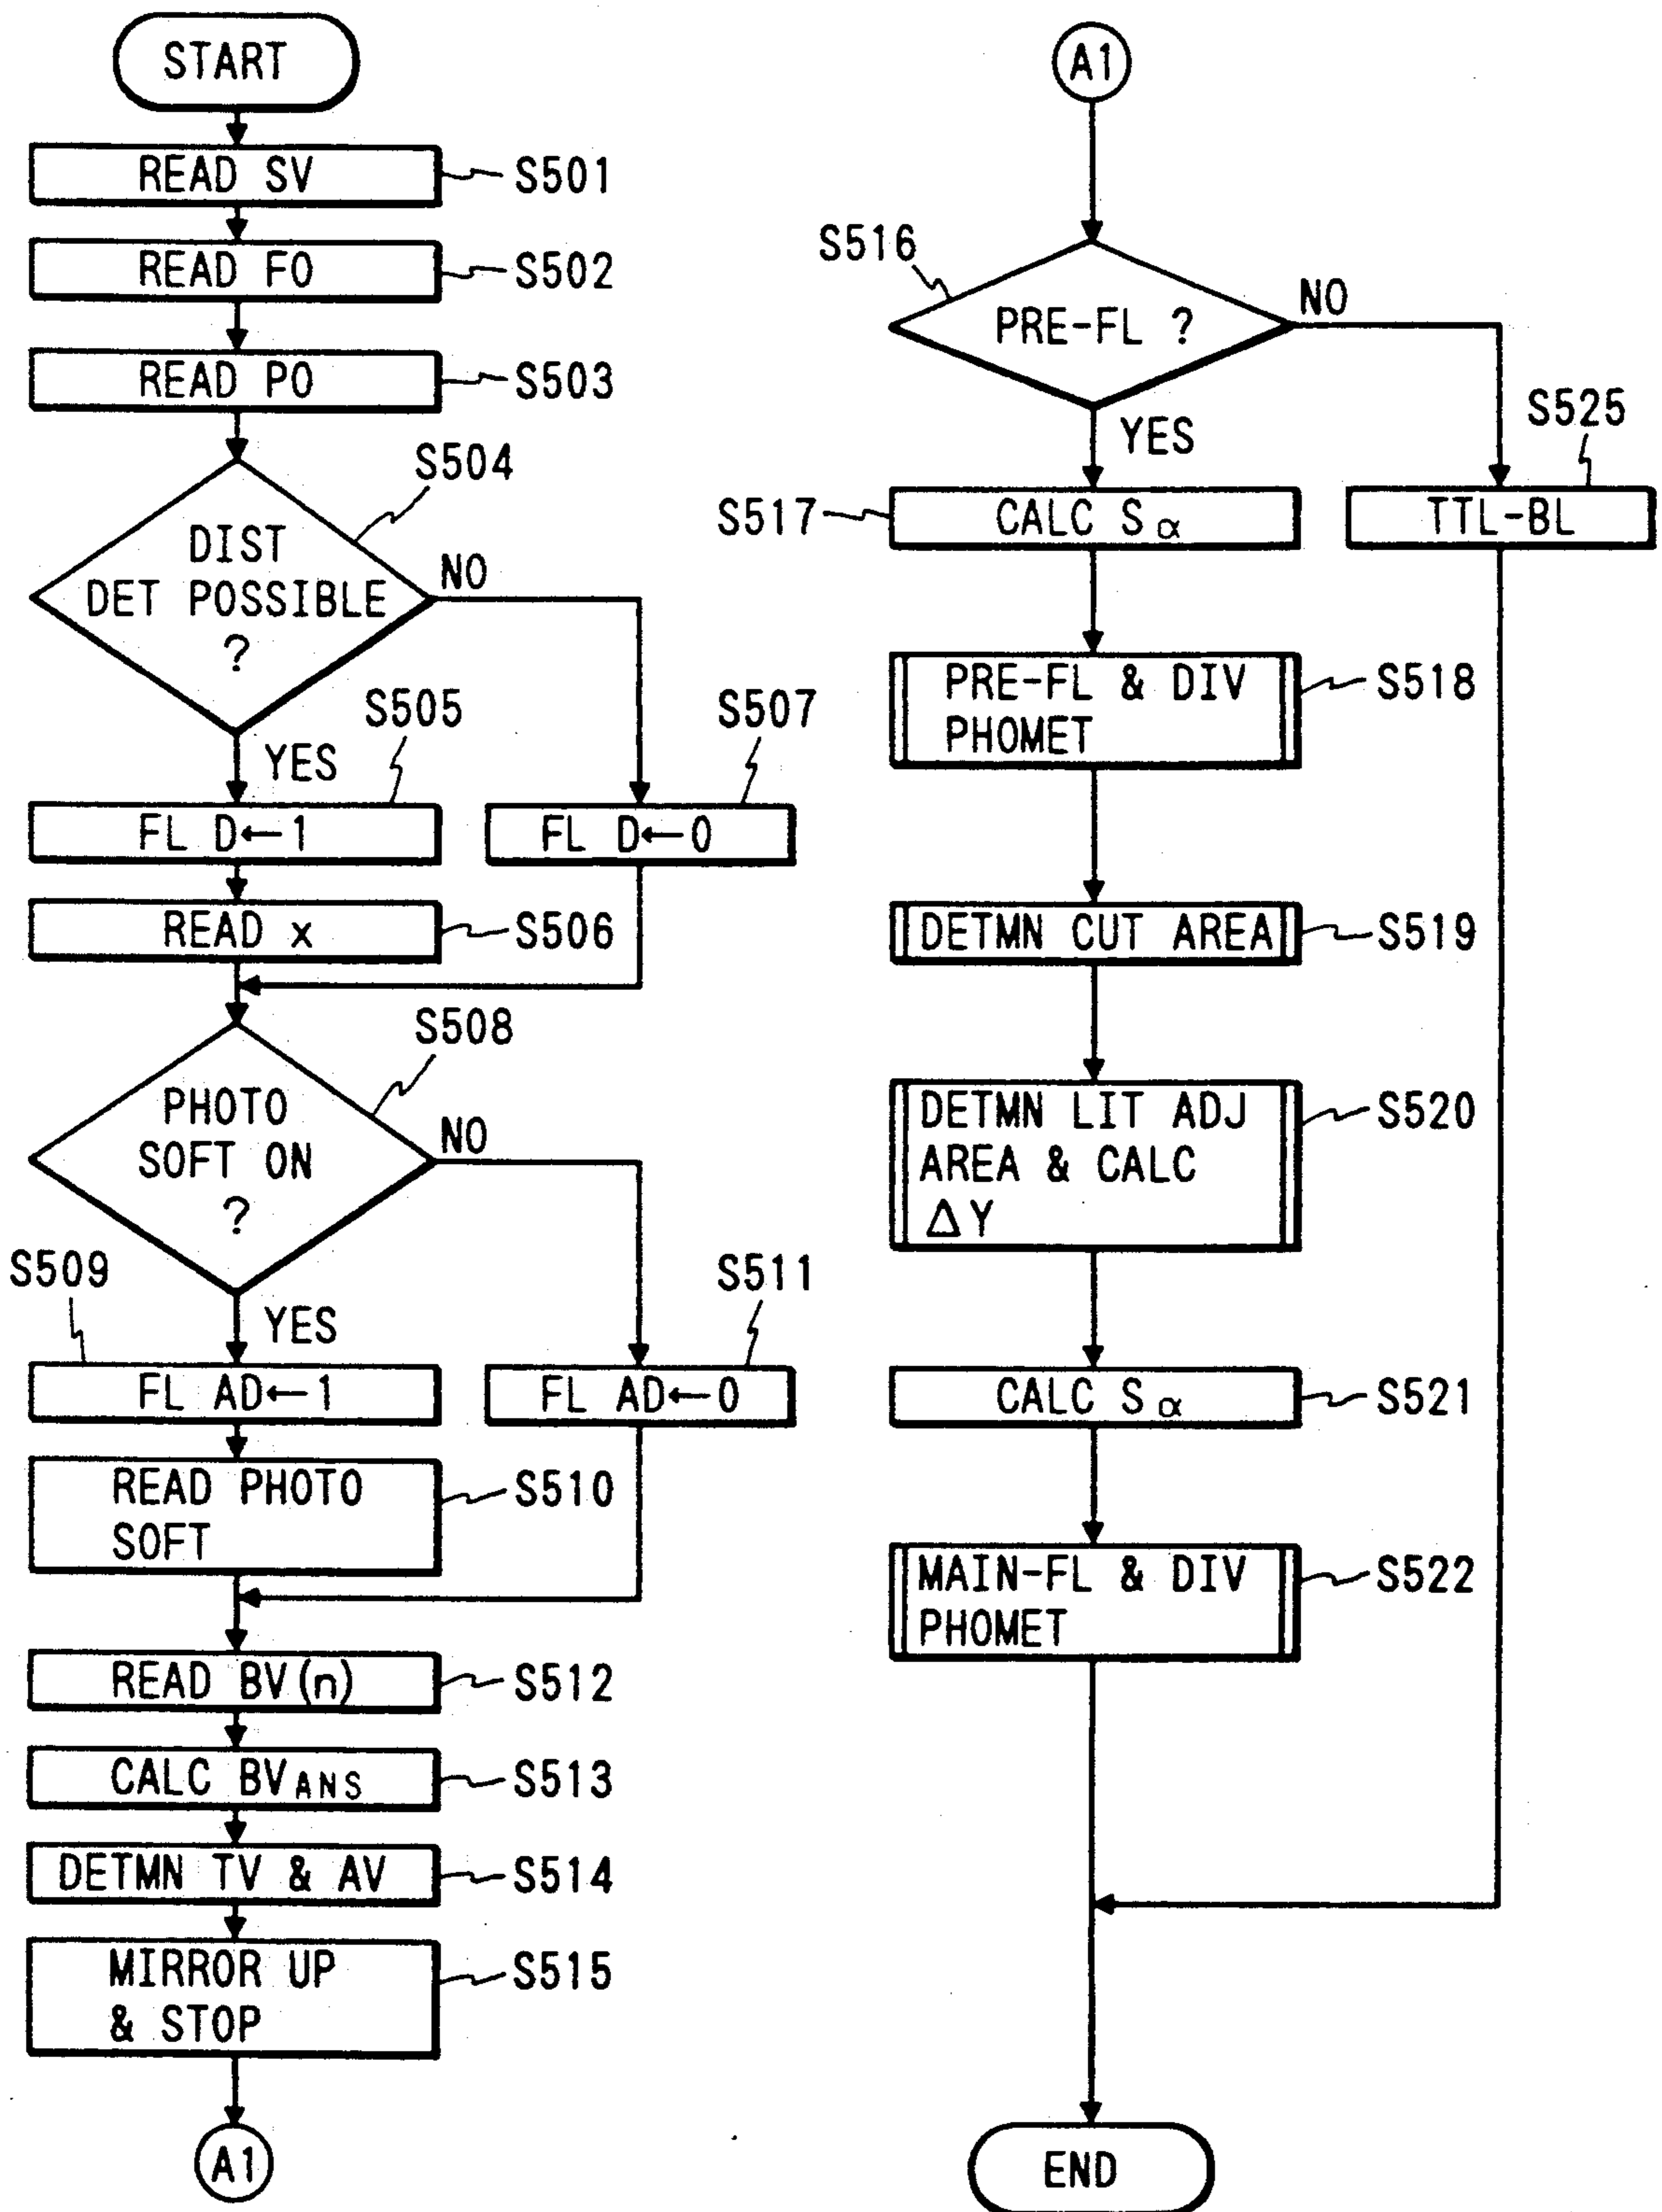 START
READ SV
S501
READ F0
S502
READ P0
S503
S504
DIST
DET POSSIBLE
?
NO
YES
S505
S507
FL D←1
FL D←0
READ x
S506
S508
PHOTO
SOFT ON
?
NO
YES
S509
S511
FL AD←1
FL AD←0
READ PHOTO
SOFT
S510
READ BV(n)
S512
CALC BVANS
S513
DETMN TV & AV
S514
MIRROR UP
& STOP
S515
A1
A1
S516
PRE-FL ?
NO
YES
S525
S517
CALC Sα
TTL-BL
PRE-FL & DIV
PHOMET
S518
DETMN CUT AREA
S519
DETMN LIT ADJ
AREA & CALC
ΔY
S520
CALC Sα
S521
MAIN-FL & DIV
PHOMET
S522
END